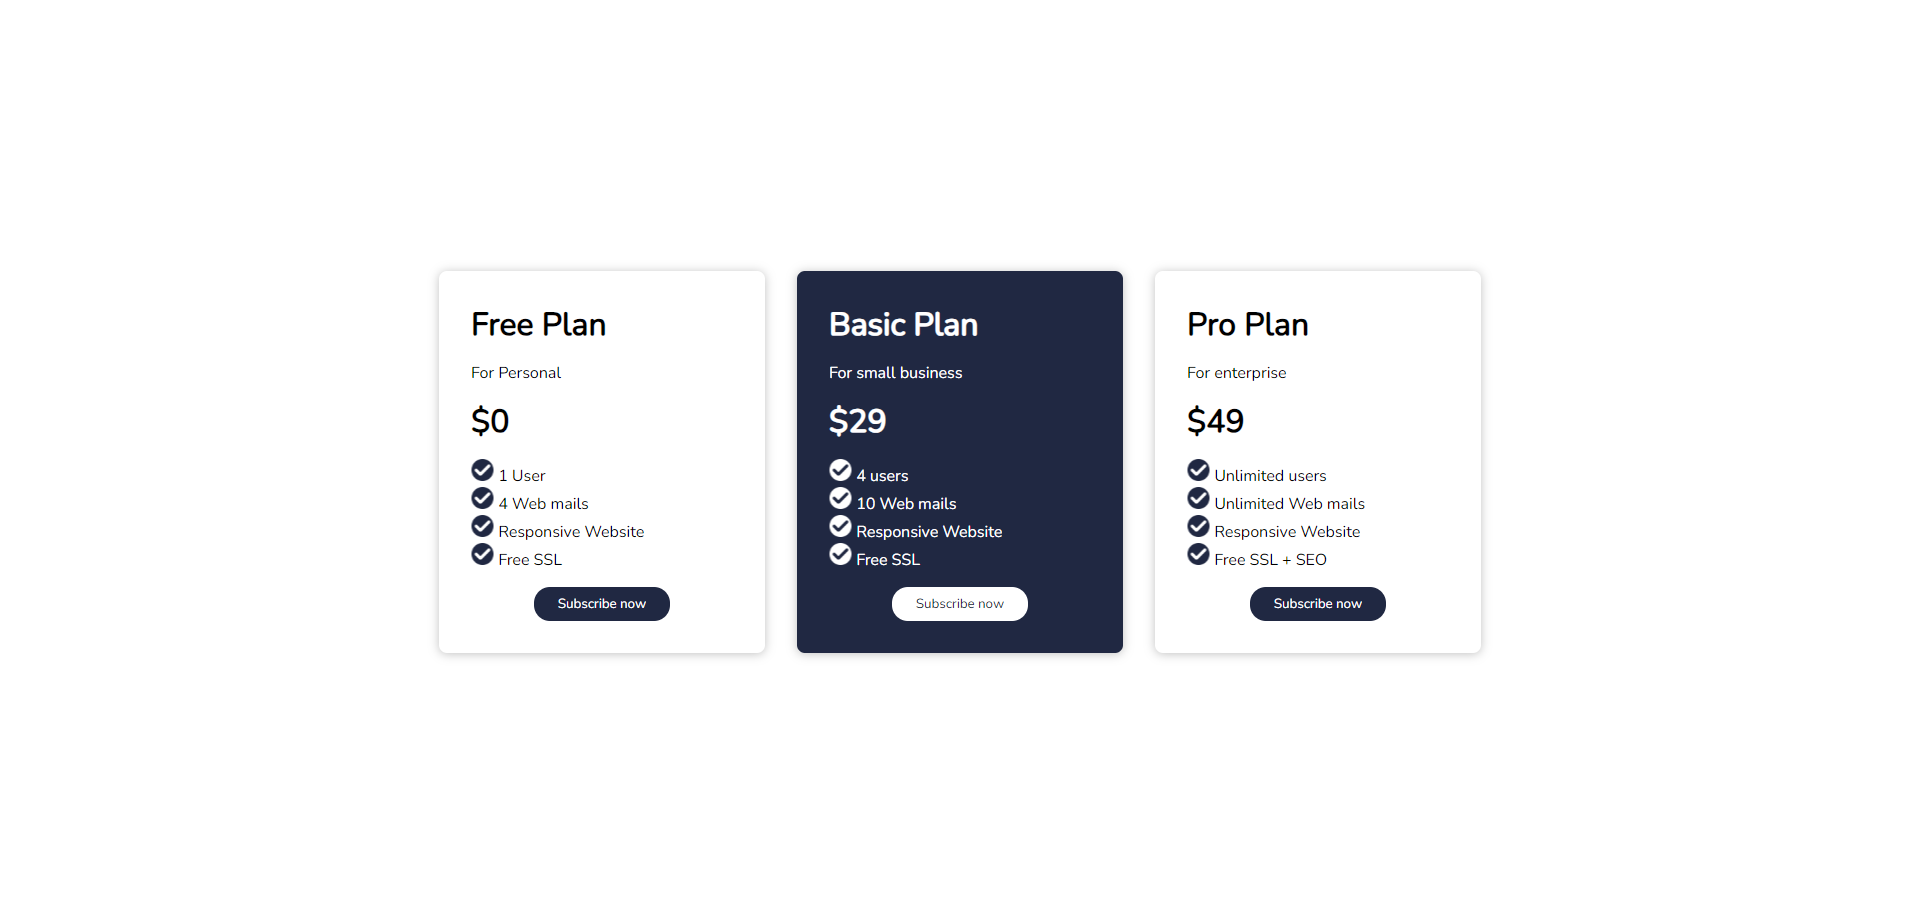 Free Plan
For Personal
$0
1 User
4 Web mails
Responsive Website
Free SSL
Subscribe now
Basic Plan
For small business
$29
4 users
10 Web mails
Responsive Website
Free SSL
Subscribe now
Pro Plan
For enterprise
$49
Unlimited users
Unlimited Web mails
Responsive Website
Free SSL + SEO
Subscribe now